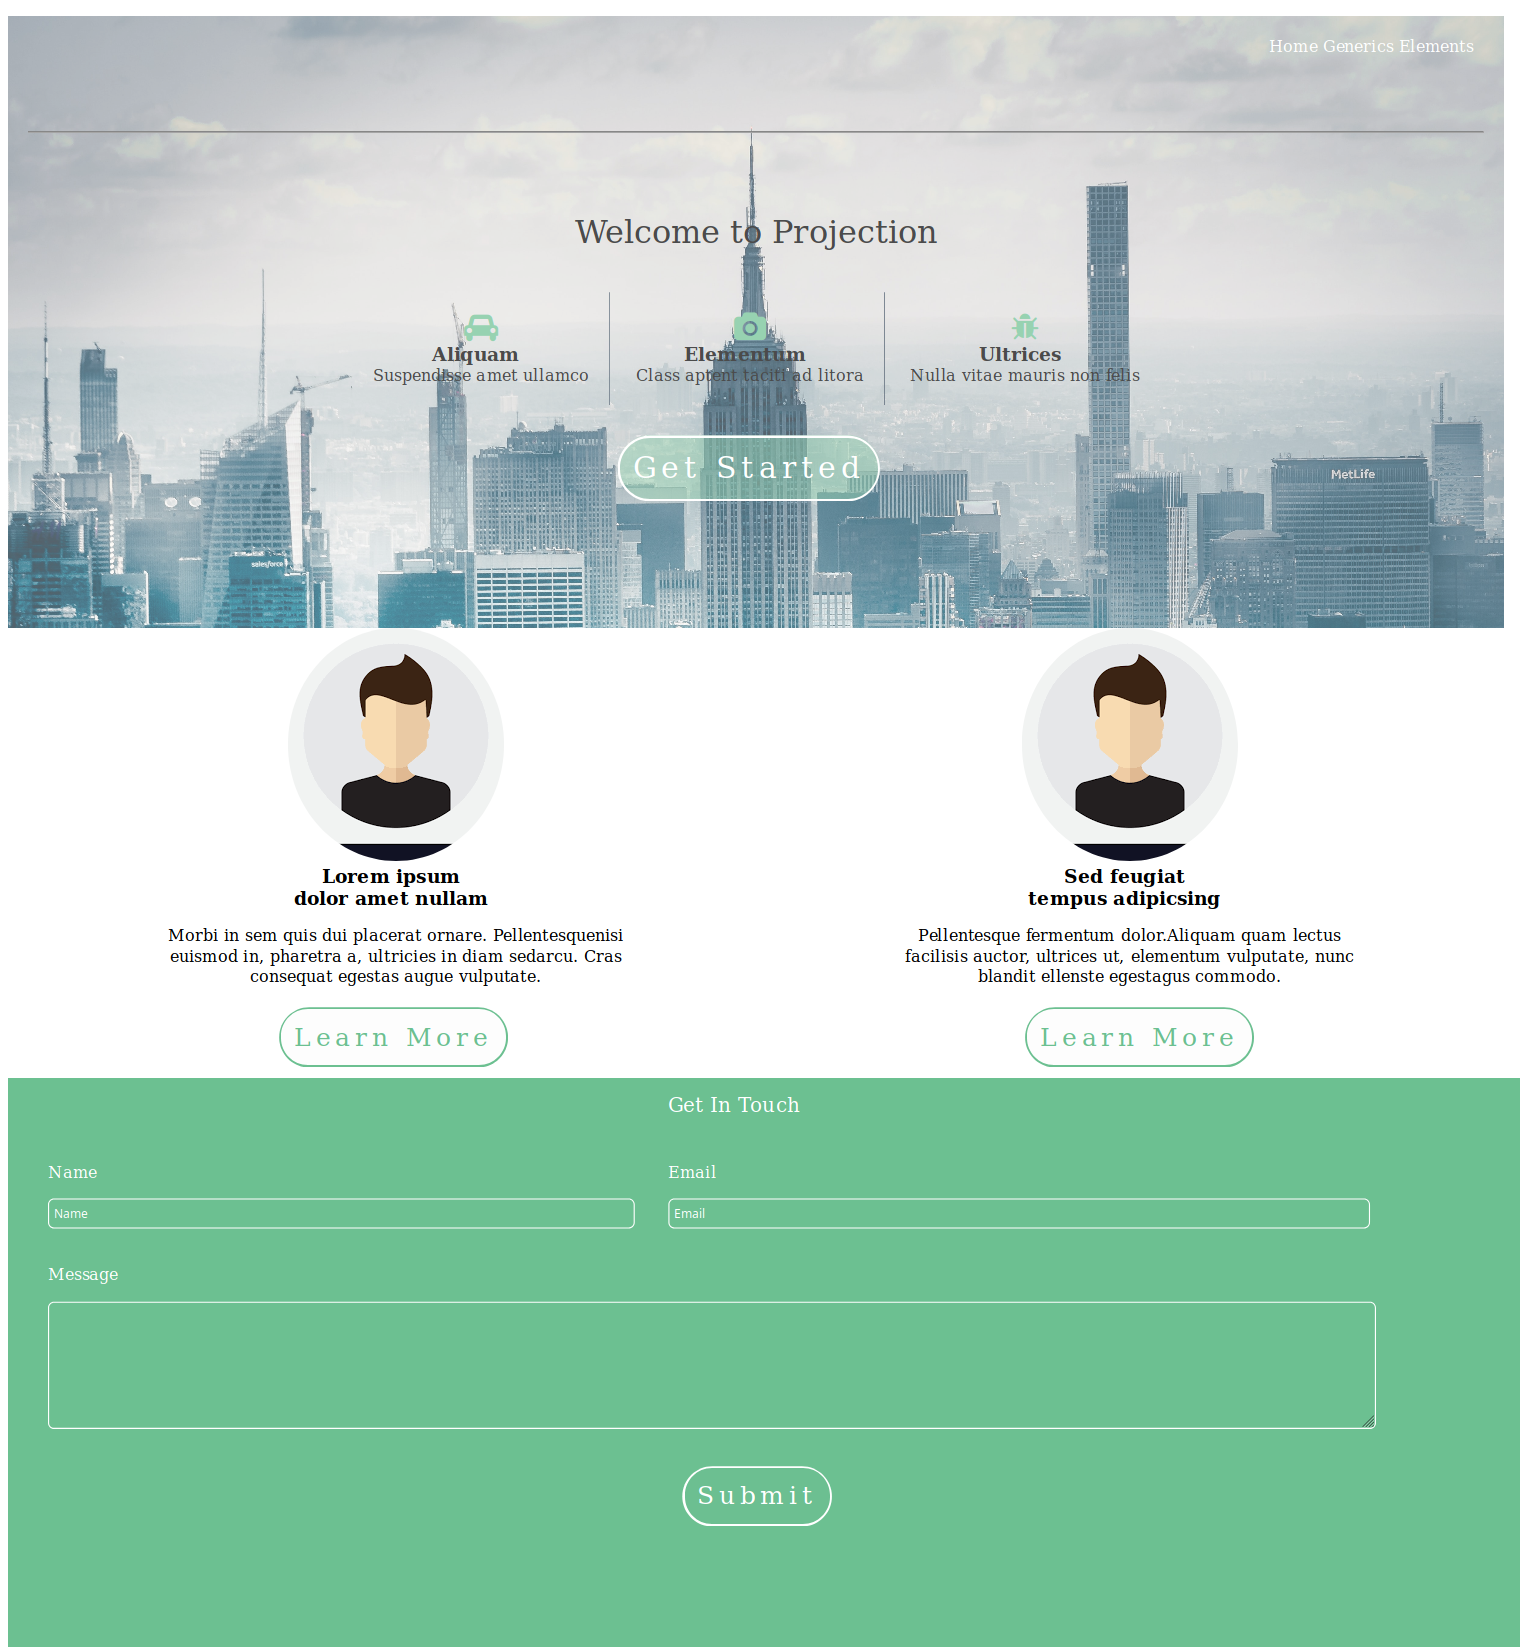 Home Generics Elements
Welcome to Projection
Aliquam
Suspendisse amet ullamco
Elementum
Class aptent taciti ad litora
Ultrices
Nulla vitae mauris non felis
Get Started
MetLife
salesforce
Lorem ipsum
dolor amet nullam
Morbi in sem quis dui placerat ornare. Pellentesquenisi
euismod in, pharetra a, ultricies in diam sedarcu. Cras
consequat egestas augue vulputate.
Learn More
Sed feugiat
tempus adipicsing
Pellentesque fermentum dolor.Aliquam quam lectus
facilisis auctor, ultrices ut, elementum vulputate, nunc
blandit ellenste egestagus commodo.
Learn More
Get In Touch
Name
Name
Email
Email
Message
Submit